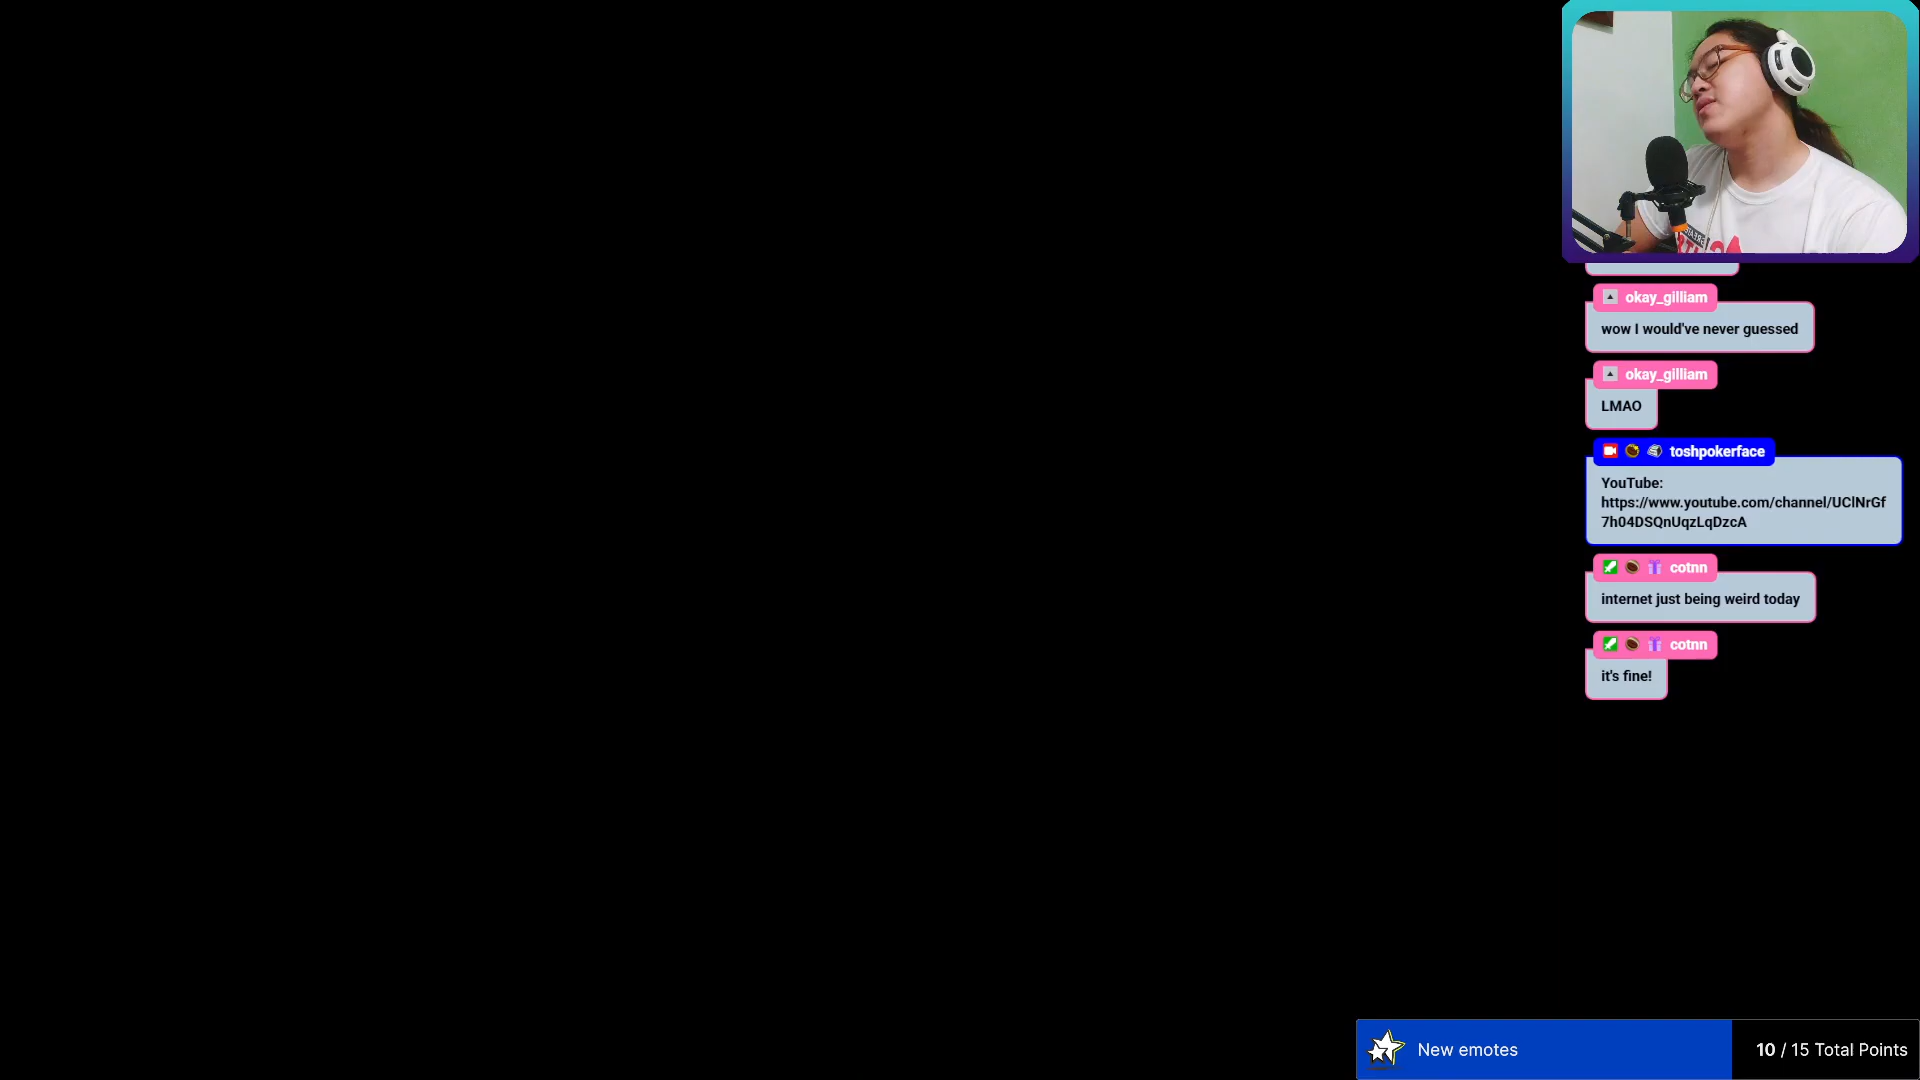 okay_gilliam
wow I would've never guessed
okay_gilliam
LMAO
toshpokerface
YouTube:
https://www.youtube.com/channel/UClNrGf
7h04DSQnUqzLqDzcA
cotnn
internet just being weird today
cotnn
it's fine!
New emotes
10 / 15 Total Points